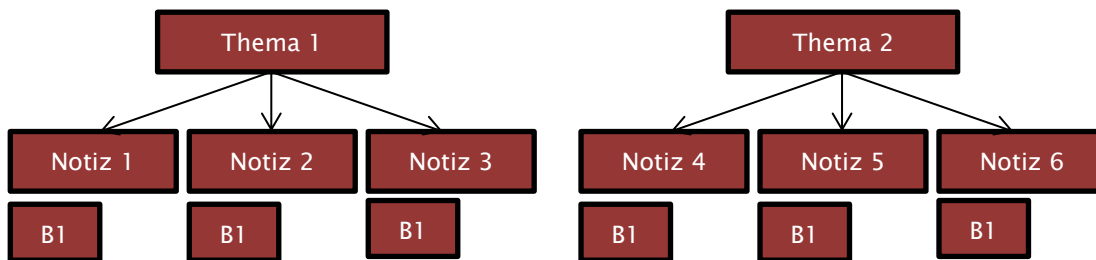 Thema 1
Thema 2
Notiz 1
Notiz 2
Notiz 3
Notiz 4
Notiz 5
Notiz 6
B1
B1
B1
B1
B1
B1